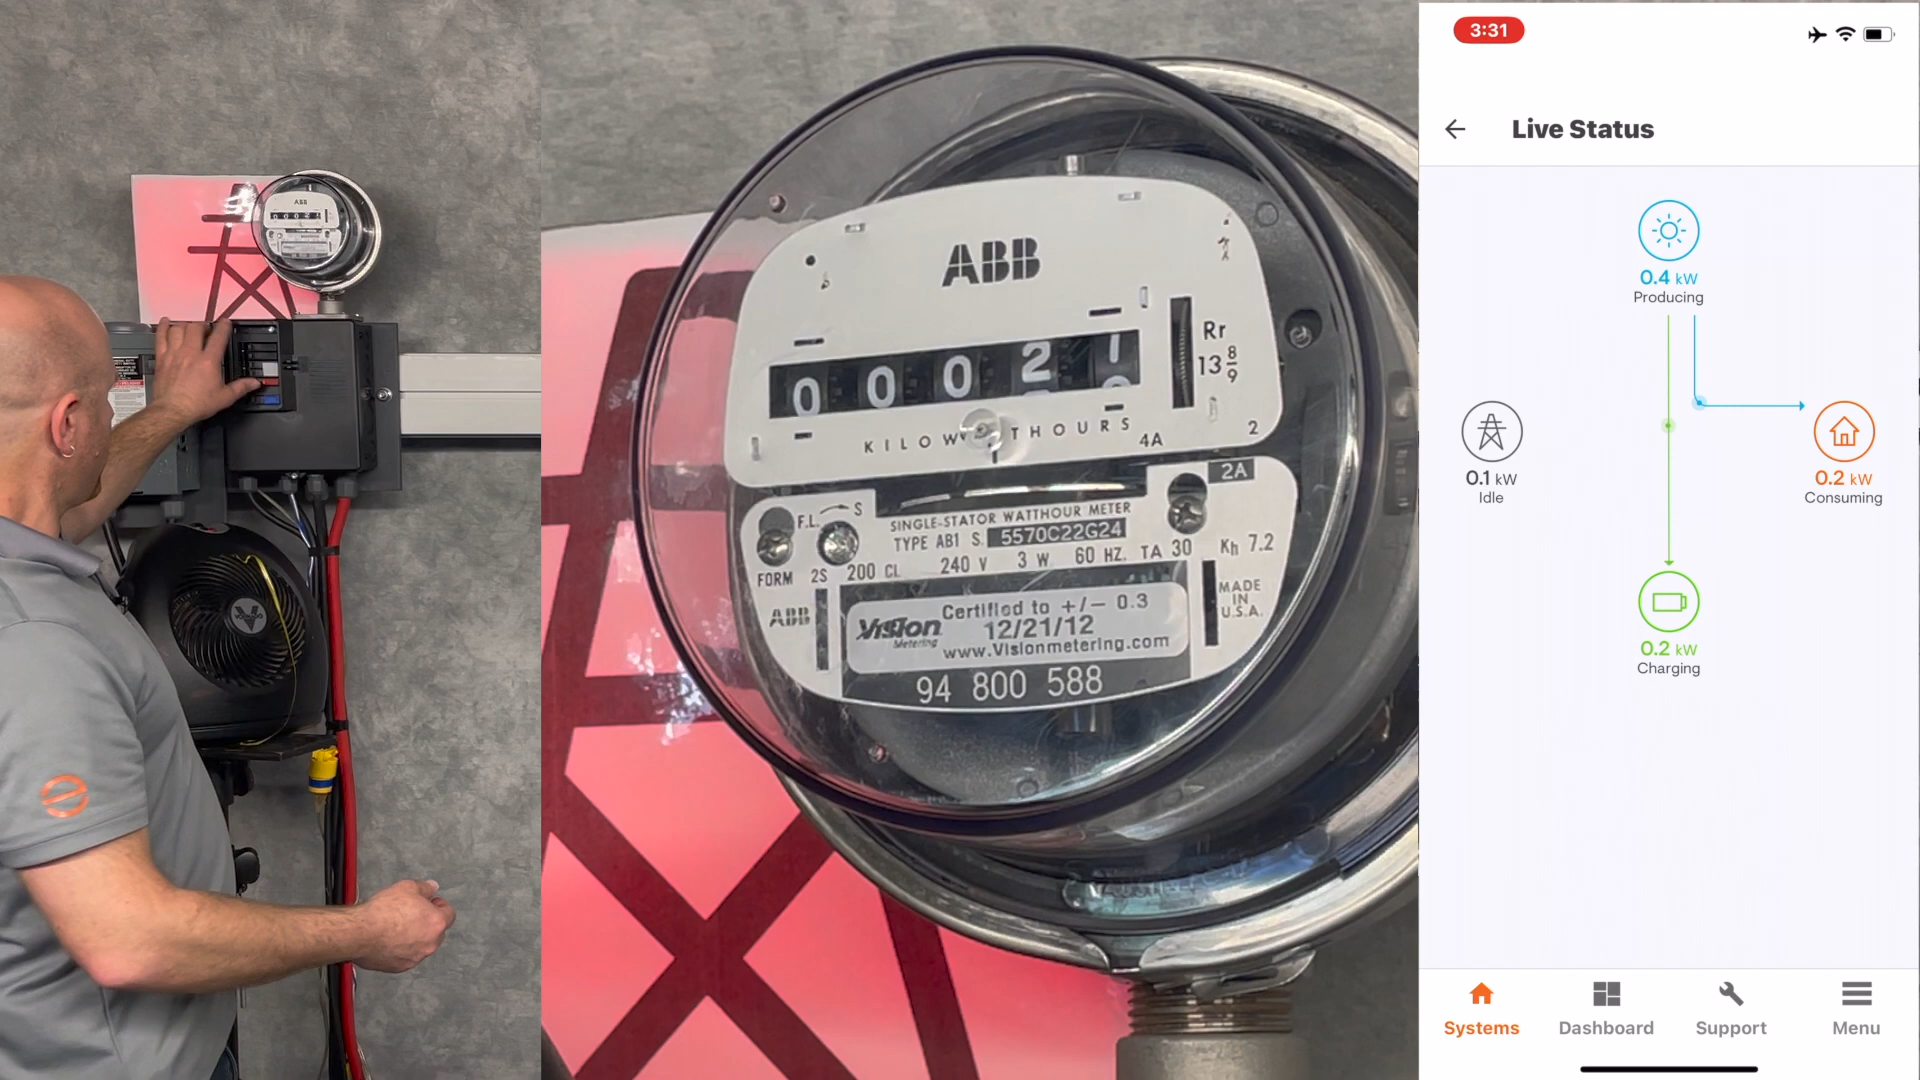 ABB
ABB
Rr
0 0 0 2 1
13 8/9
KILOWATTHOURS
4A
2
2A
F.L. S
SINGLE-STATOR WATTHOUR METER
TYPE AB1 S. 5570C22G24
FORM 2S 200 CL 240 V 3 W 60 HZ. TA 30 Kh 7.2
ABB
MADE
IN
U.S.A.
Vision
Metering
Certified to +/- 0.3
12/21/12
www.Visionmetering.com
94 800 588
3:31
Live Status
0.4 kW
Producing
0.1 kW
Idle
0.2 kW
Consuming
0.2 kW
Charging
Systems
Dashboard
Support
Menu